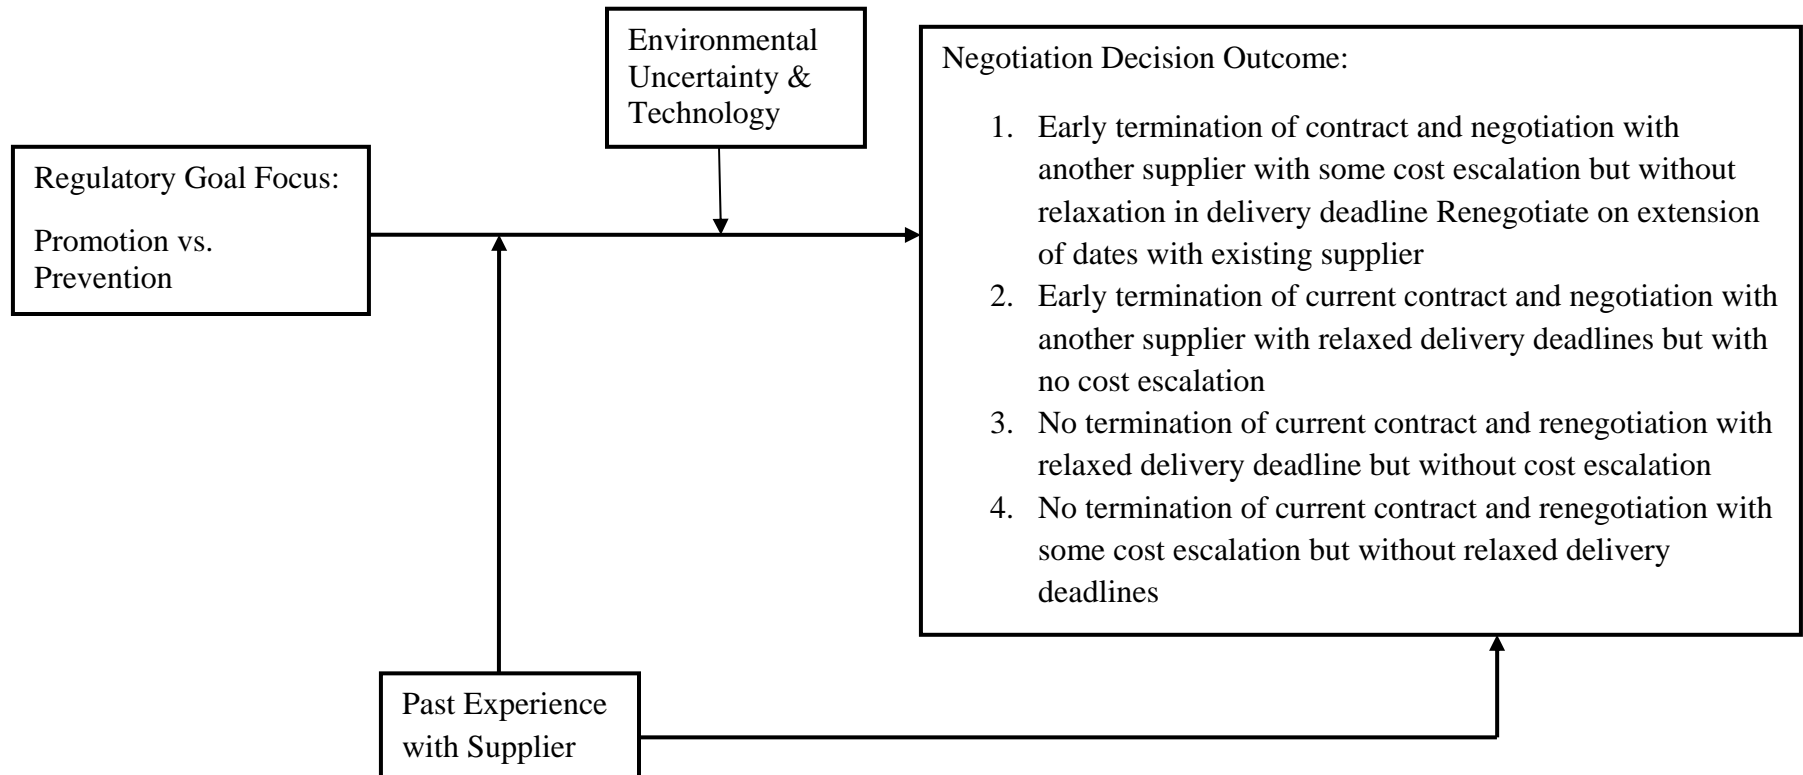 Environmental
Uncertainty &
Technology
Negotiation Decision Outcome:
1. Early termination of contract and negotiation with
another supplier with some cost escalation but without
relaxation in delivery deadline Renegotiate on extension
of dates with existing supplier
2. Early termination of current contract and negotiation with
another supplier with relaxed delivery deadlines but with
no cost escalation
3. No termination of current contract and renegotiation with
relaxed delivery deadline but without cost escalation
4. No termination of current contract and renegotiation with
some cost escalation but without relaxed delivery
deadlines
Regulatory Goal Focus:
Promotion vs.
Prevention
Past Experience
with Supplier